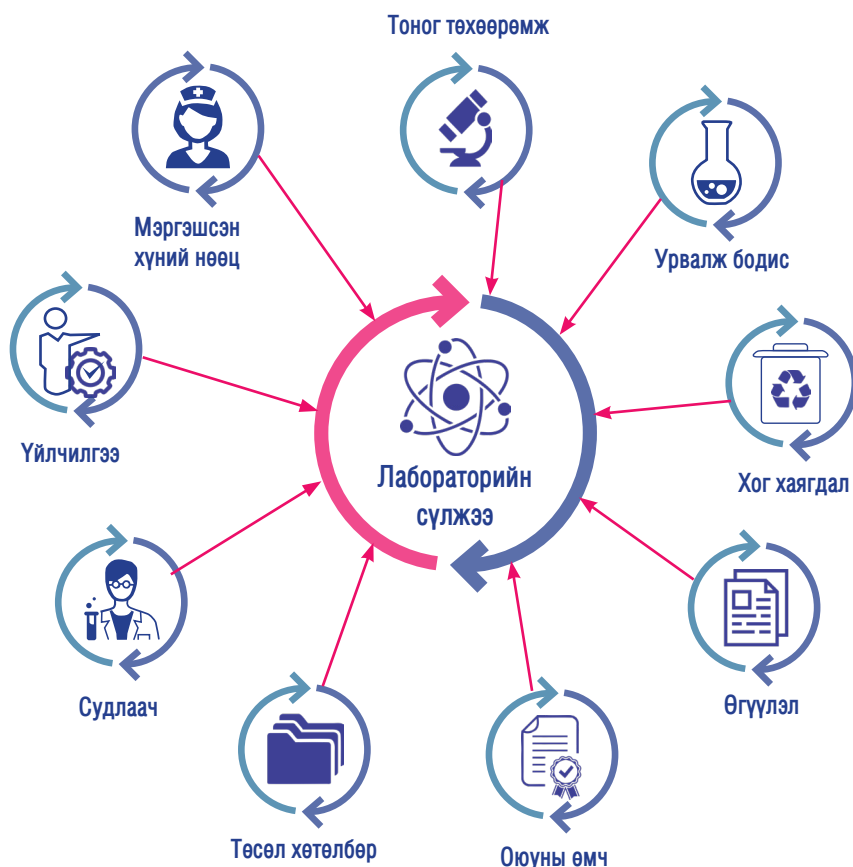 Тоног төхөөрөмж
Мэргэшсэн
хүний нөөц
Урвалж бодис
Үйлчилгээ
Лабораторийн
сүлжээ
Хог хаягдал
Судлаач
Өгүүлэл
Төсөл хөтөлбөр
Оюуны өмч